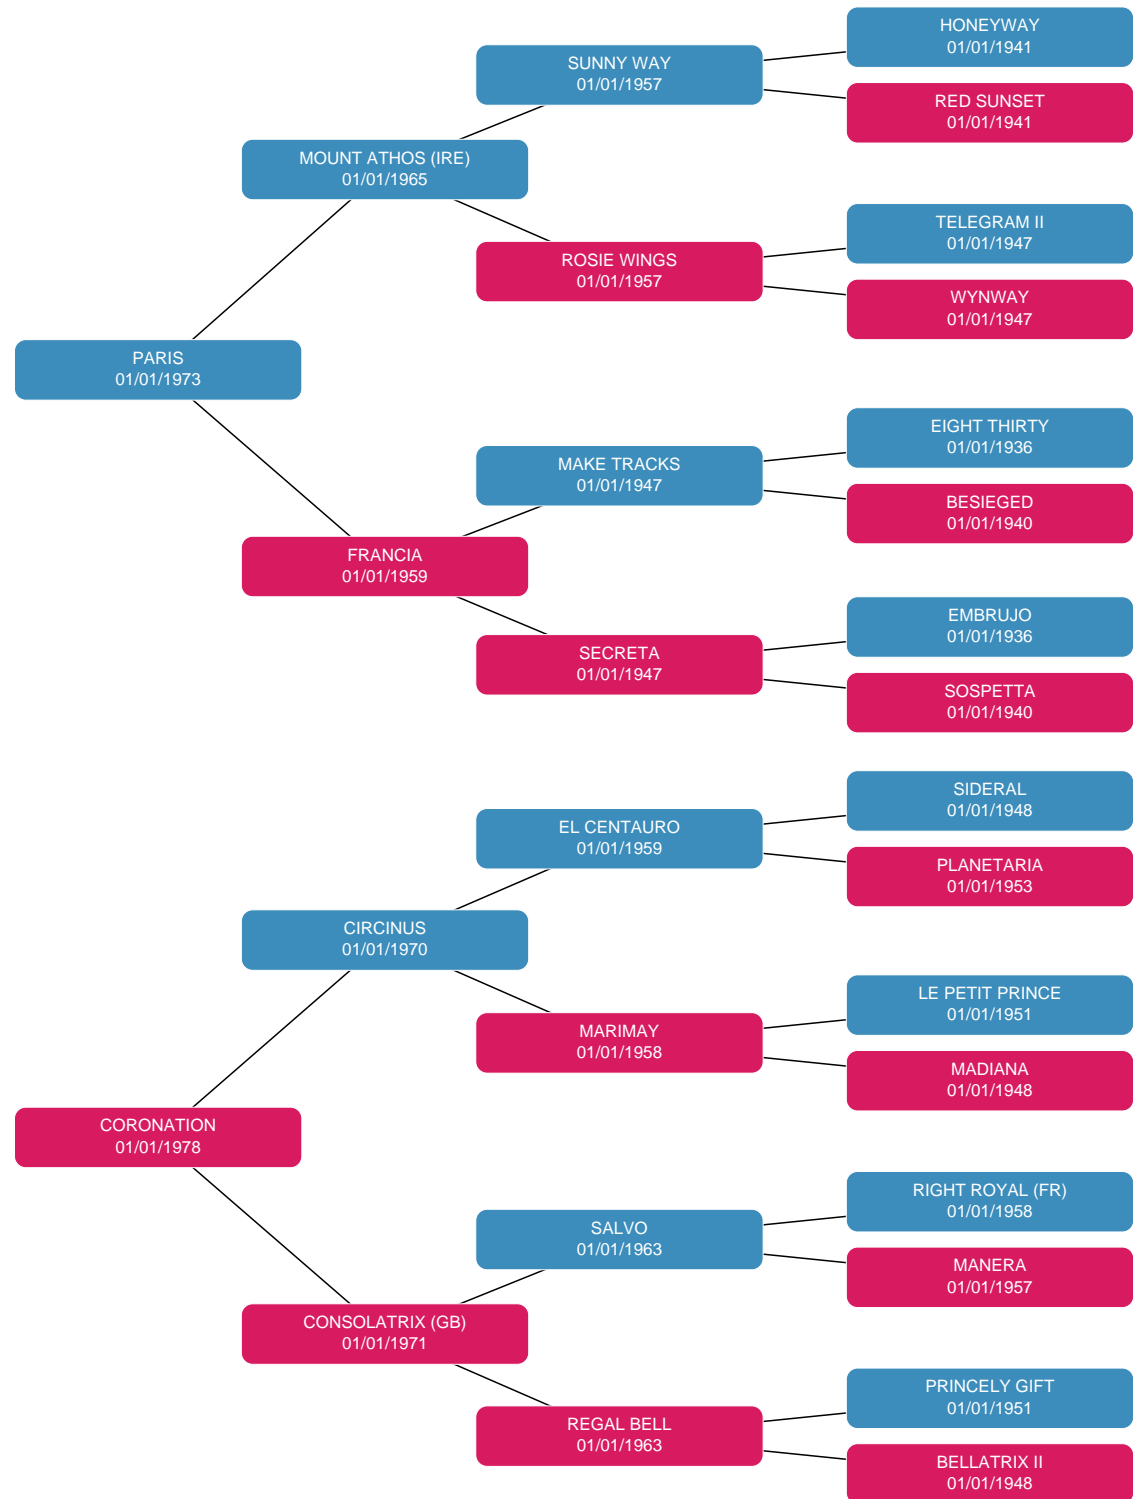 HONEYWAY
01/01/1941
SUNNY WAY
01/01/1957
RED SUNSET
01/01/1941
MOUNT ATHOS (IRE)
01/01/1965
TELEGRAM II
01/01/1947
ROSIE WINGS
01/01/1957
WYNWAY
01/01/1947
PARIS
01/01/1973
EIGHT THIRTY
01/01/1936
MAKE TRACKS
01/01/1947
BESIEGED
01/01/1940
FRANCIA
01/01/1959
EMBRUJO
01/01/1936
SECRETA
01/01/1947
SOSPETTA
01/01/1940
SIDERAL
01/01/1948
EL CENTAURO
01/01/1959
PLANETARIA
01/01/1953
CIRCINUS
01/01/1970
LE PETIT PRINCE
01/01/1951
MARIMAY
01/01/1958
MADIANA
01/01/1948
CORONATION
01/01/1978
RIGHT ROYAL (FR)
01/01/1958
SALVO
01/01/1963
MANERA
01/01/1957
CONSOLATRIX (GB)
01/01/1971
PRINCELY GIFT
01/01/1951
REGAL BELL
01/01/1963
BELLATRIX II
01/01/1948